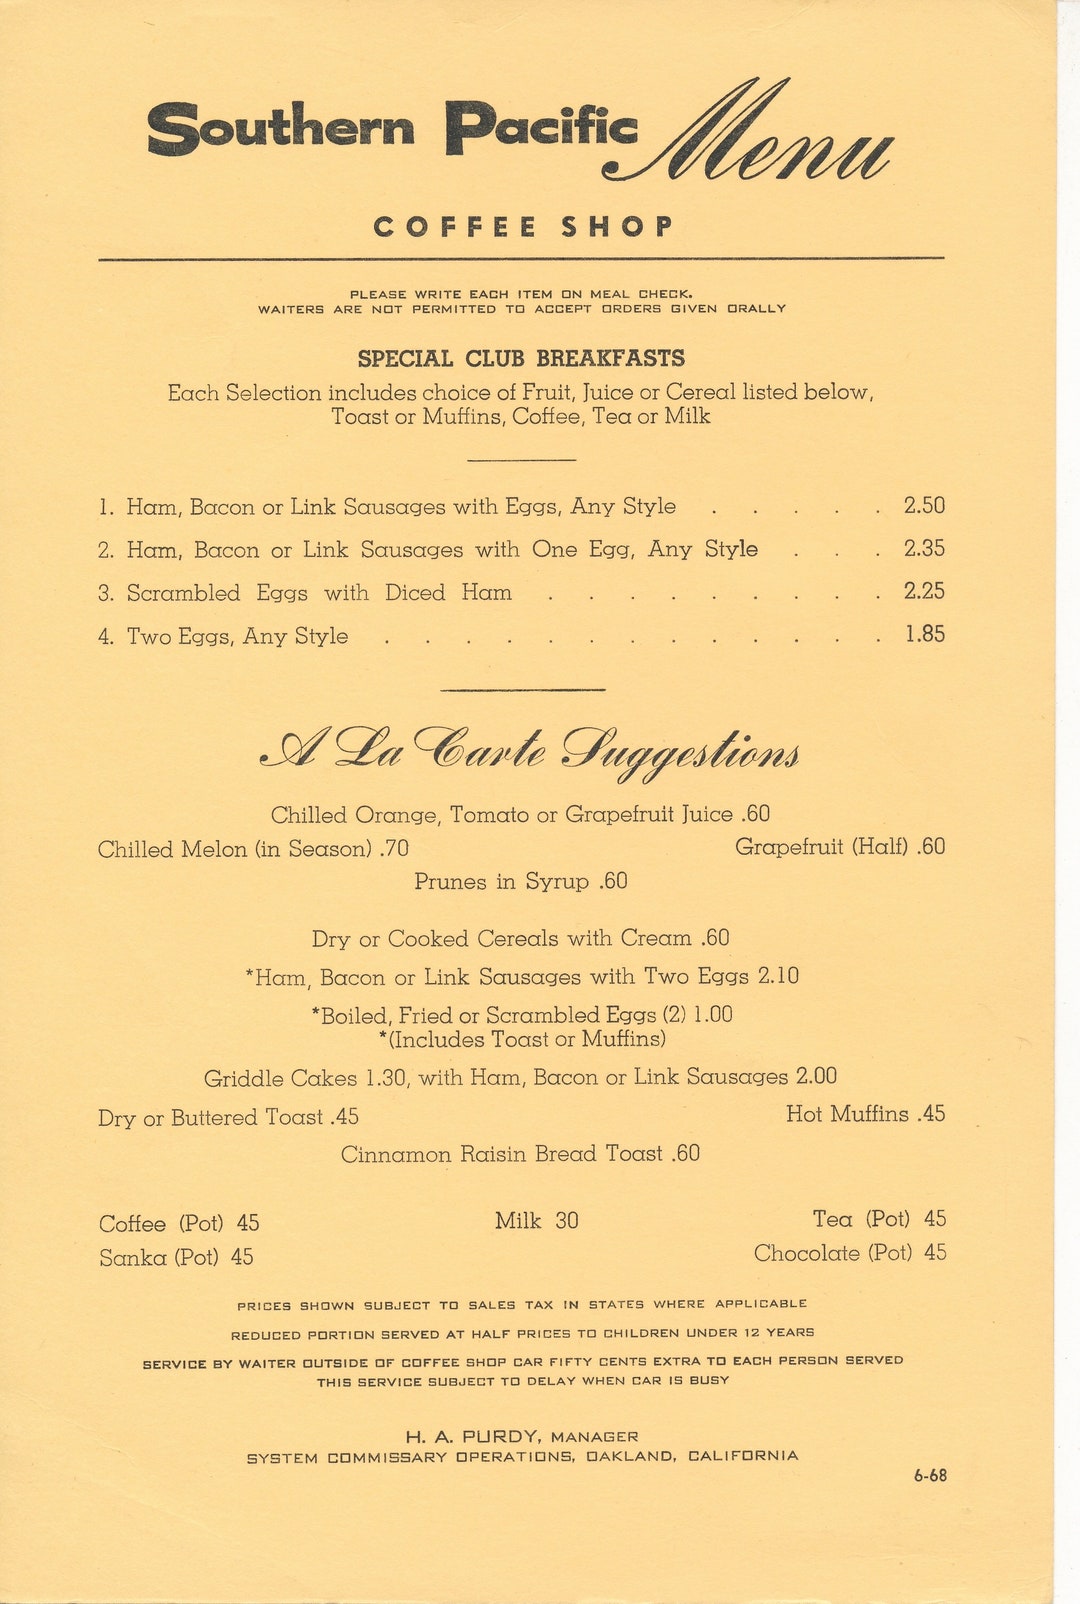 Southern Pacific Menu
COFFEE SHOP
PLEASE WRITE EACH ITEM ON MEAL CHECK.
WAITERS ARE NOT PERMITTED TO ACCEPT ORDERS GIVEN ORALLY
SPECIAL CLUB BREAKFASTS
Each Selection includes choice of Fruit, Juice or Cereal listed below,
Toast or Muffins, Coffee, Tea or Milk
1. Ham, Bacon or Link Sausages with Eggs, Any Style . . . . . 2.50
2. Ham, Bacon or Link Sausages with One Egg, Any Style . . . 2.35
3. Scrambled Eggs with Diced Ham . . . . . . . . . 2.25
4. Two Eggs, Any Style . . . . . . . . . . . . . 1.85
A La Carte Suggestions
Chilled Orange, Tomato or Grapefruit Juice .60
Chilled Melon (in Season) .70 Grapefruit (Half) .60
Prunes in Syrup .60
Dry or Cooked Cereals with Cream .60
*Ham, Bacon or Link Sausages with Two Eggs 2.10
*Boiled, Fried or Scrambled Eggs (2) 1.00
*(Includes Toast or Muffins)
Griddle Cakes 1.30, with Ham, Bacon or Link Sausages 2.00
Dry or Buttered Toast .45 Hot Muffins .45
Cinnamon Raisin Bread Toast .60
Coffee (Pot) 45 Milk 30 Tea (Pot) 45
Sanka (Pot) 45 Chocolate (Pot) 45
PRICES SHOWN SUBJECT TO SALES TAX IN STATES WHERE APPLICABLE
REDUCED PORTION SERVED AT HALF PRICES TO CHILDREN UNDER 12 YEARS
SERVICE BY WAITER OUTSIDE OF COFFEE SHOP CAR FIFTY CENTS EXTRA TO EACH PERSON SERVED
THIS SERVICE SUBJECT TO DELAY WHEN CAR IS BUSY
H. A. PURDY, MANAGER
SYSTEM COMMISSARY OPERATIONS, OAKLAND, CALIFORNIA
6-68